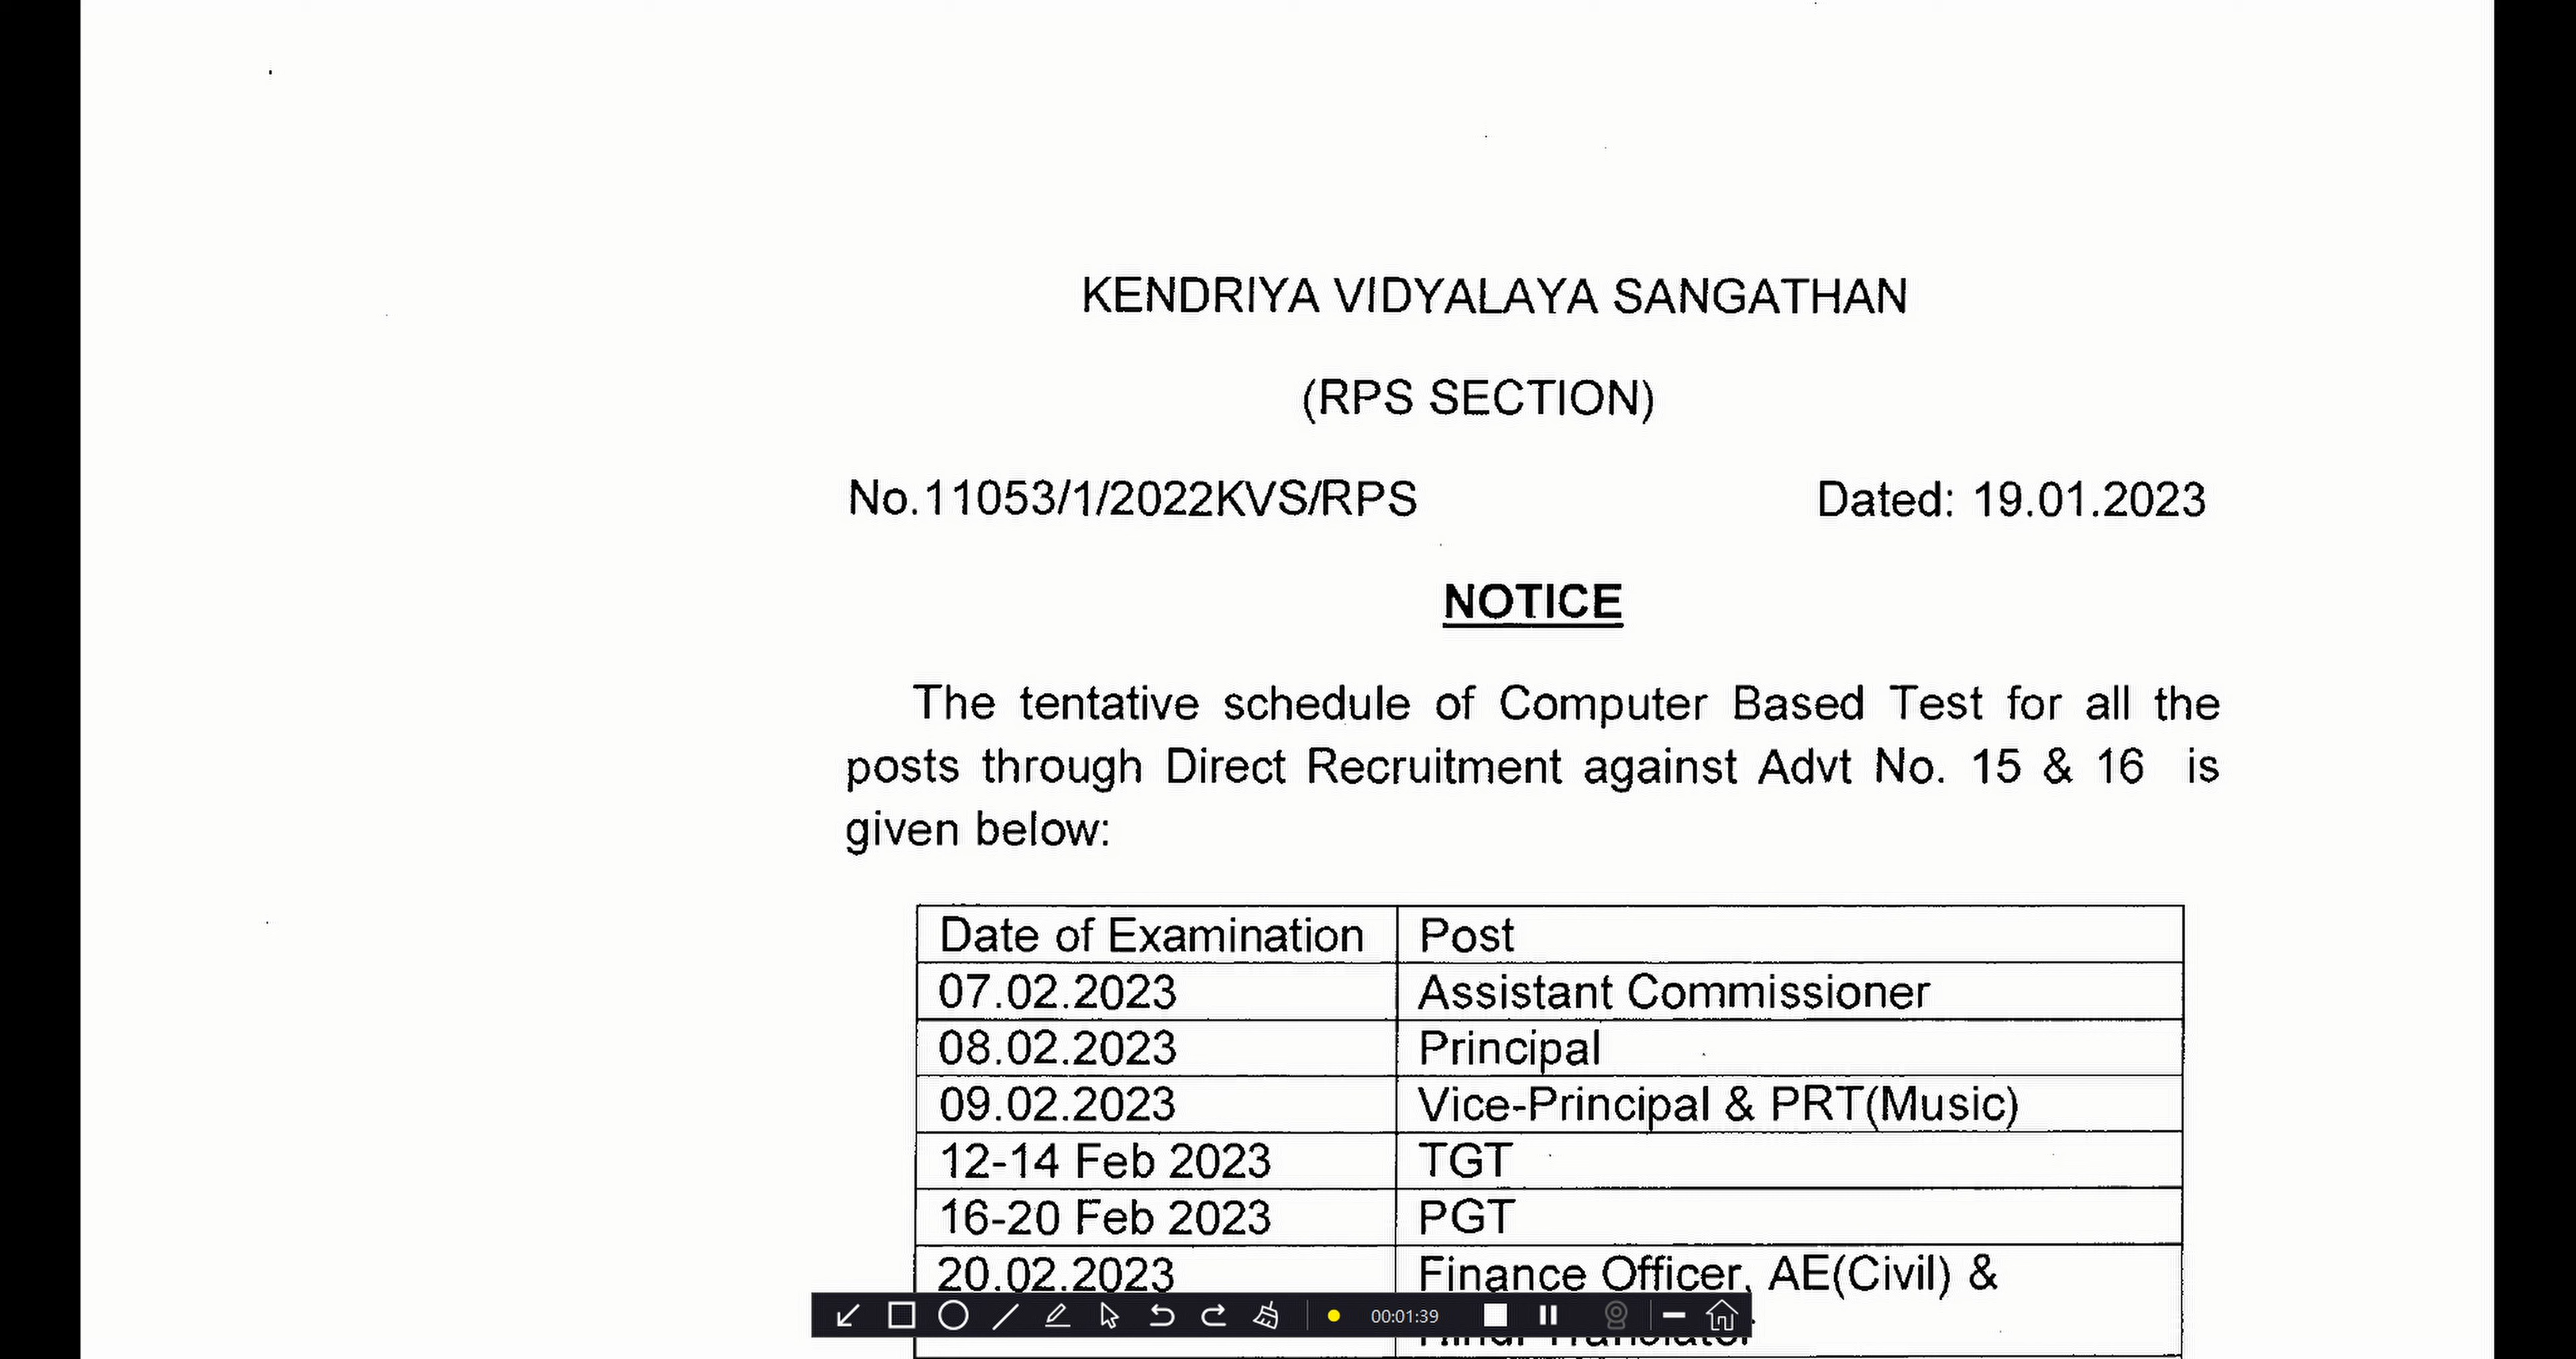 KENDRIYA VIDYALAYA SANGATHAN
(RPS SECTION)
No.11053/1/2022KVS/RPS Dated: 19.01.2023
NOTICE
The tentative schedule of Computer Based Test for all the
posts through Direct Recruitment against Advt No. 15 & 16 is
given below:
Date of Examination Post
07.02.2023 Assistant Commissioner
08.02.2023 Principal
09.02.2023 Vice-Principal & PRT(Music)
12-14 Feb 2023 TGT
16-20 Feb 2023 PGT
20.02.2023 Finance Officer, AE(Civil) &
00:01:39